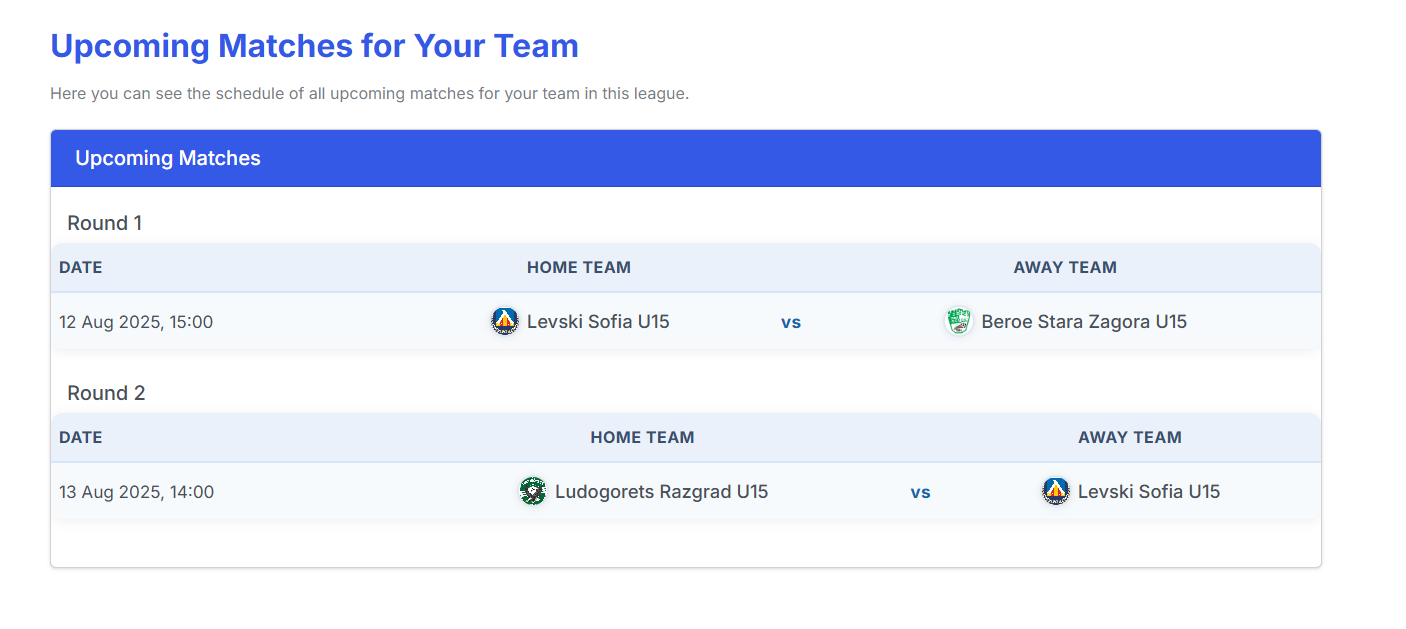 Upcoming Matches for Your Team
Here you can see the schedule of all upcoming matches for your team in this league.
Upcoming Matches
Round 1
DATE HOME TEAM AWAY TEAM
12 Aug 2025, 15:00 Levski Sofia U15 vs Beroe Stara Zagora U15
Round 2
DATE HOME TEAM AWAY TEAM
13 Aug 2025, 14:00 Ludogorets Razgrad U15 vs Levski Sofia U15